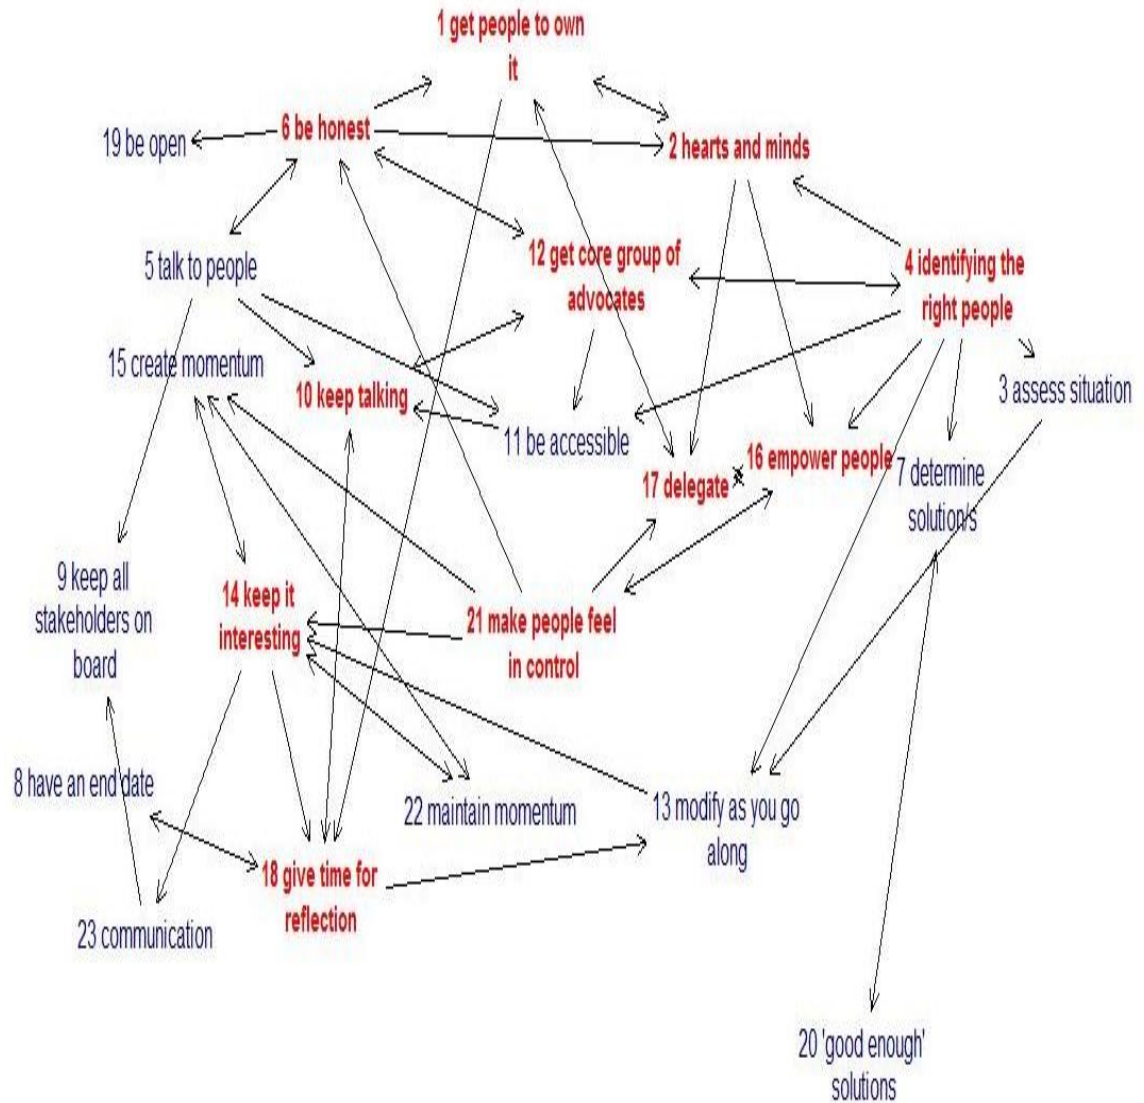 1 get people to own
it
6 be honest
19 be open
2 hearts and minds
12 get core group of
advocates
4 identifying the
right people
5 talk to people
15 create momentum
10 keep talking
3 assess situation
11 be accessible
16 empower people
17 delegate
7 determine
solution/s
9 keep all
stakeholders on
board
14 keep it
interesting
21 make people feel
in control
8 have an end date
22 maintain momentum
13 modify as you go
along
18 give time for
reflection
23 communication
20 'good enough'
solutions